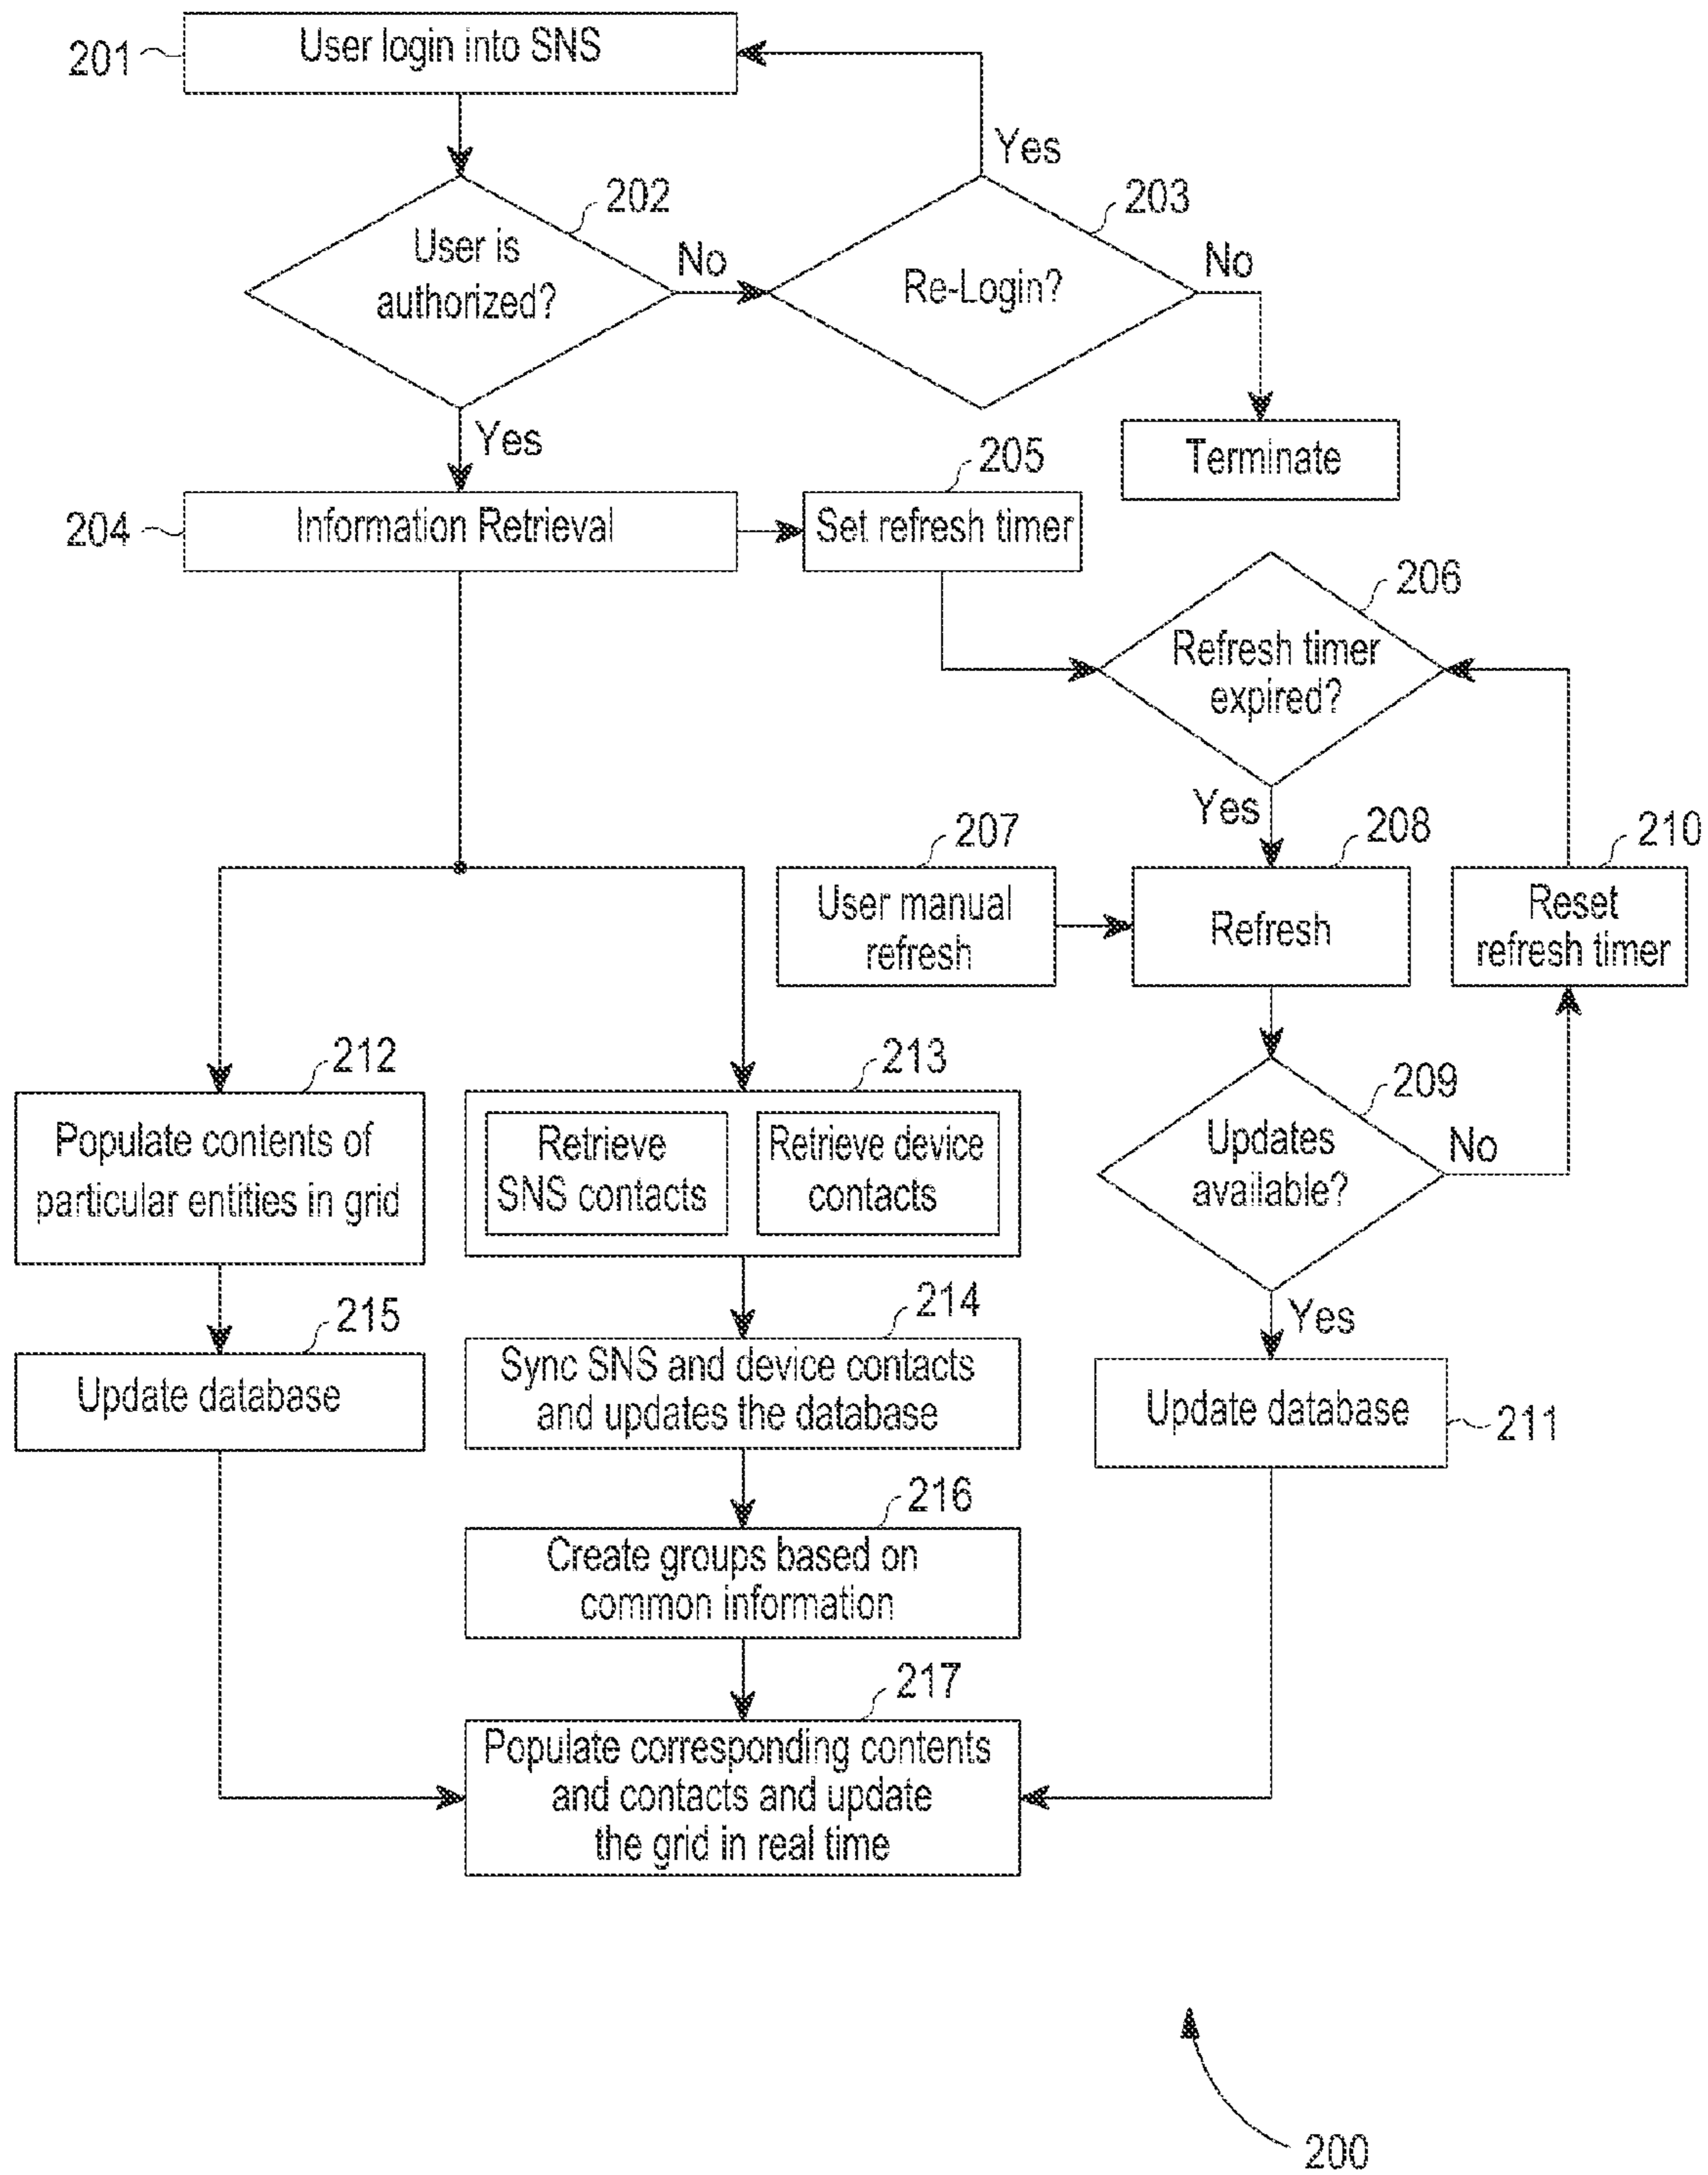 201
User login into SNS
Yes
202
203
User is
authorized?
No
Re-Login?
No
Yes
Terminate
204
Information Retrieval
205
Set refresh timer
206
Refresh timer
expired?
Yes
207
User manual
refresh
208
Refresh
210
Reset
refresh timer
212
Populate contents of
particular entities in grid
213
Retrieve
SNS contacts
Retrieve device
contacts
209
Updates
available?
No
Yes
215
Update database
214
Sync SNS and device contacts
and updates the database
Update database
211
216
Create groups based on
common information
217
Populate corresponding contents
and contacts and update
the grid in real time
200